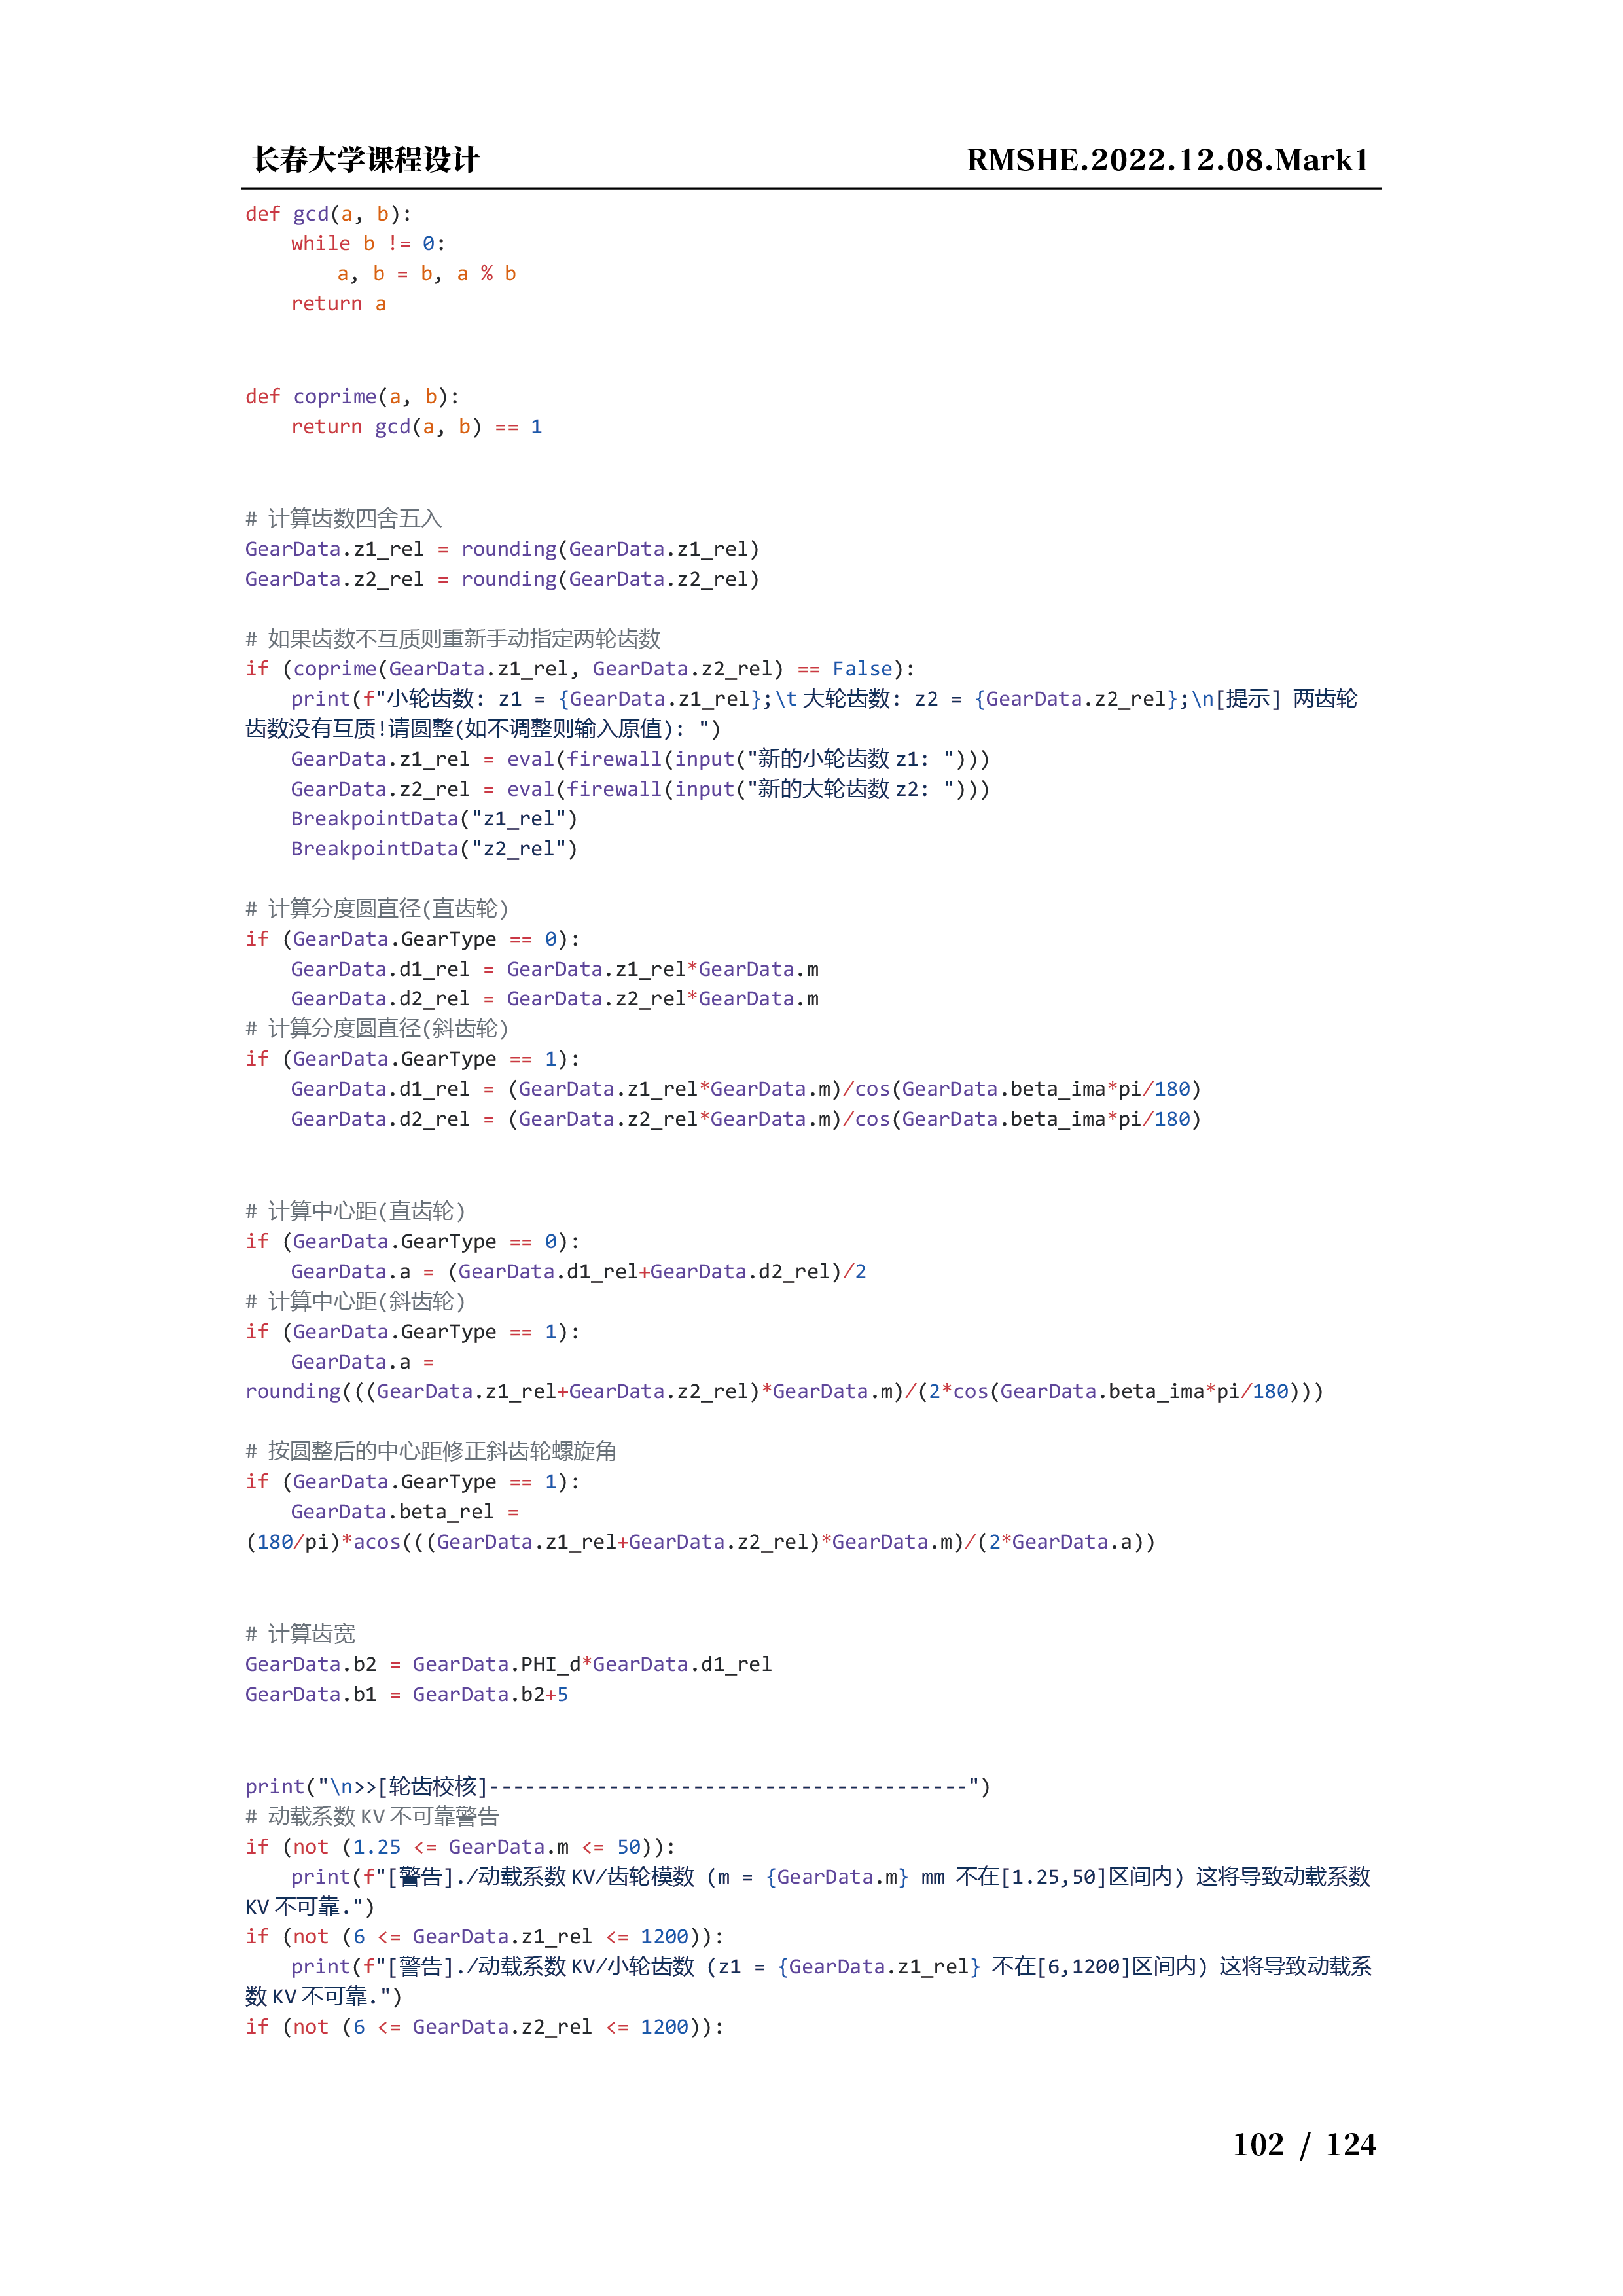 长春大学课程设计 RMSHE.2022.12.08.Mark1
def gcd(a, b):
    while b != 0:
        a, b = b, a % b
    return a
def coprime(a, b):
    return gcd(a, b) == 1
# 计算齿数四舍五入
GearData.z1_rel = rounding(GearData.z1_rel)
GearData.z2_rel = rounding(GearData.z2_rel)
# 如果齿数不互质则重新手动指定两轮齿数
if (coprime(GearData.z1_rel, GearData.z2_rel) == False):
    print(f"小轮齿数: z1 = {GearData.z1_rel};\t 大轮齿数: z2 = {GearData.z2_rel};\n[提示] 两齿轮
齿数没有互质!请圆整(如不调整则输入原值): ")
    GearData.z1_rel = eval(firewall(input("新的小轮齿数 z1: ")))
    GearData.z2_rel = eval(firewall(input("新的大轮齿数 z2: ")))
    BreakpointData("z1_rel")
    BreakpointData("z2_rel")
# 计算分度圆直径(直齿轮)
if (GearData.GearType == 0):
    GearData.d1_rel = GearData.z1_rel*GearData.m
    GearData.d2_rel = GearData.z2_rel*GearData.m
# 计算分度圆直径(斜齿轮)
if (GearData.GearType == 1):
    GearData.d1_rel = (GearData.z1_rel*GearData.m)/cos(GearData.beta_ima*pi/180)
    GearData.d2_rel = (GearData.z2_rel*GearData.m)/cos(GearData.beta_ima*pi/180)
# 计算中心距(直齿轮)
if (GearData.GearType == 0):
    GearData.a = (GearData.d1_rel+GearData.d2_rel)/2
# 计算中心距(斜齿轮)
if (GearData.GearType == 1):
    GearData.a =
rounding(((GearData.z1_rel+GearData.z2_rel)*GearData.m)/(2*cos(GearData.beta_ima*pi/180)))
# 按圆整后的中心距修正斜齿轮螺旋角
if (GearData.GearType == 1):
    GearData.beta_rel =
(180/pi)*acos(((GearData.z1_rel+GearData.z2_rel)*GearData.m)/(2*GearData.a))
# 计算齿宽
GearData.b2 = GearData.PHI_d*GearData.d1_rel
GearData.b1 = GearData.b2+5
print("\n>>[轮齿校核]----------------------------------------")
# 动载系数 KV 不可靠警告
if (not (1.25 <= GearData.m <= 50)):
    print(f"[警告]./动载系数 KV/齿轮模数 (m = {GearData.m} mm 不在[1.25,50]区间内) 这将导致动载系数
KV 不可靠.")
if (not (6 <= GearData.z1_rel <= 1200)):
    print(f"[警告]./动载系数 KV/小轮齿数 (z1 = {GearData.z1_rel} 不在[6,1200]区间内) 这将导致动载系
数 KV 不可靠.")
if (not (6 <= GearData.z2_rel <= 1200)):
102 / 124